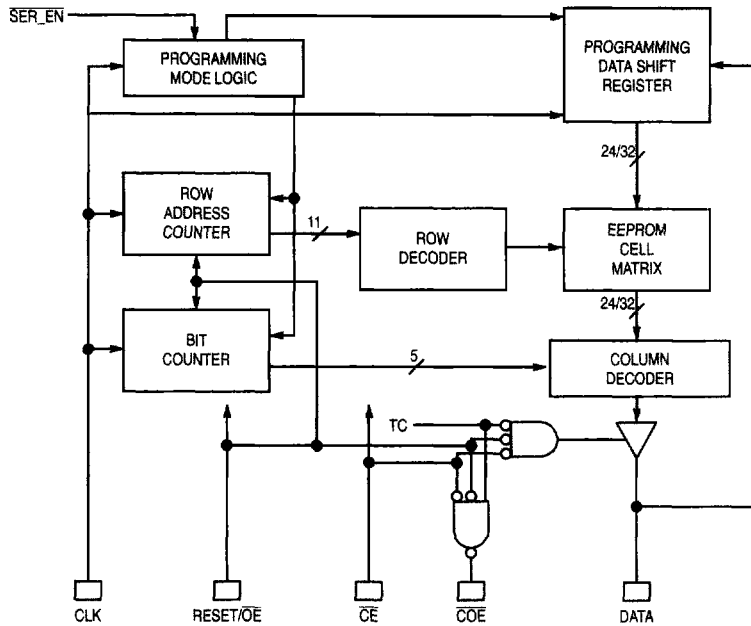 SER_EN
PROGRAMMING
MODE LOGIC
PROGRAMMING
DATA SHIFT
REGISTER
24/32
ROW
ADDRESS
COUNTER
11
ROW
DECODER
EEPROM
CELL
MATRIX
24/32
BIT
COUNTER
5
COLUMN
DECODER
TC
CLK
RESET/OE
CE
COE
DATA